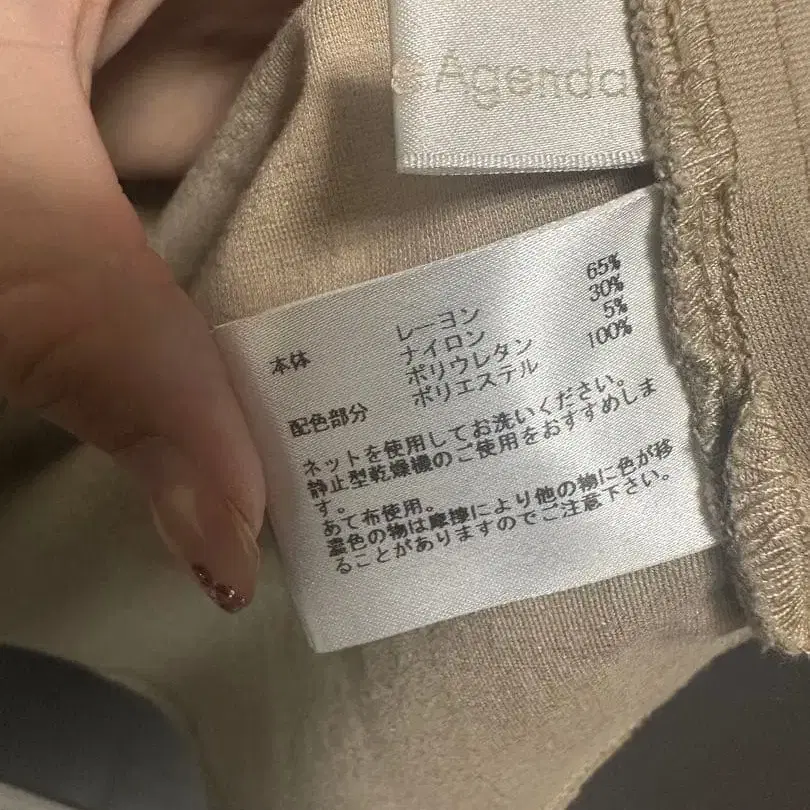 Agenda
本体 レーヨン 65%
ナイロン 30%
ポリウレタン 5%
配色部分 ポリエステル 100%
ネットを使用してお洗いください。
静止型乾燥機のご使用をおすすめしま
す。
あて布使用。
濃色の物は摩擦により他の物に色が移
ることがありますのでご注意下さい。